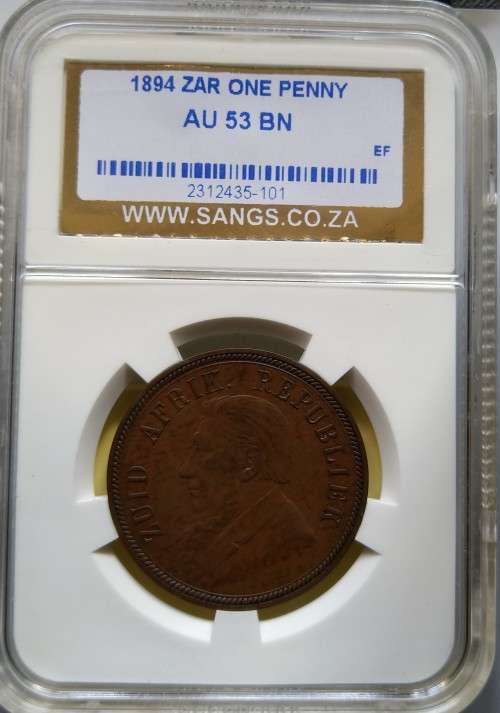 1894 ZAR ONE PENNY
AU 53 BN
EF
2312435-101
WWW.SANGS.CO.ZA
ZUID AFRIK. REPUBLIEK